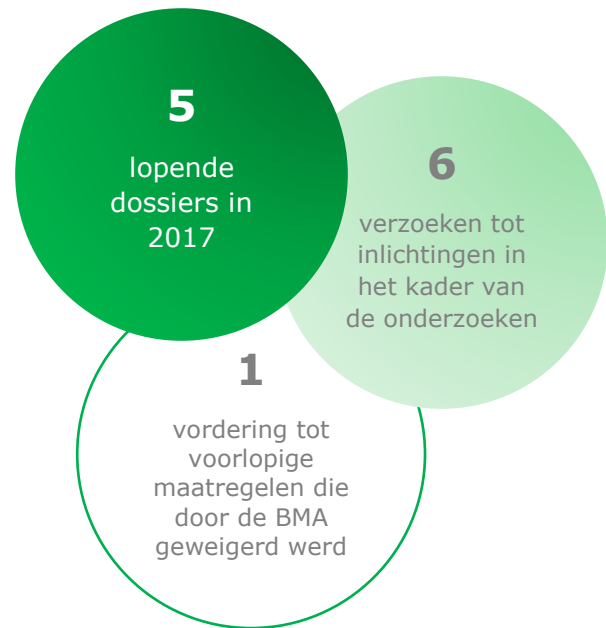 5
lopende
dossiers in
2017
6
verzoeken tot
inlichtingen in
het kader van
de onderzoeken
1
vordering tot
voorlopige
maatregelen die
door de BMA
geweigerd werd